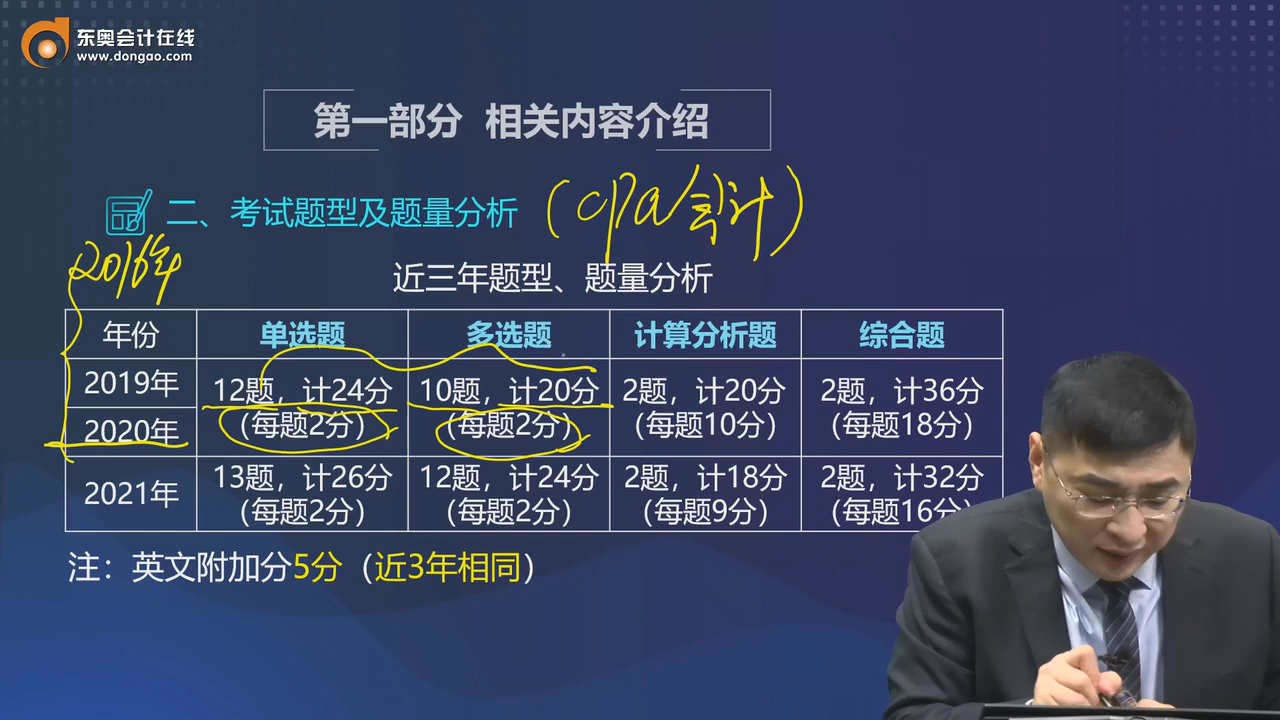 东奥会计在线
www.dongao.com
第一部分 相关内容介绍
二、考试题型及题量分析 (CPA会计)
2016年
近三年题型、题量分析
年份 单选题 多选题 计算分析题 综合题
2019年 12题，计24分 10题，计20分 2题，计20分 2题，计36分
2020年 (每题2分) (每题2分) (每题10分) (每题18分)
2021年 13题，计26分 12题，计24分 2题，计18分 2题，计32分
(每题2分) (每题2分) (每题9分) (每题16分)
注：英文附加分5分（近3年相同）